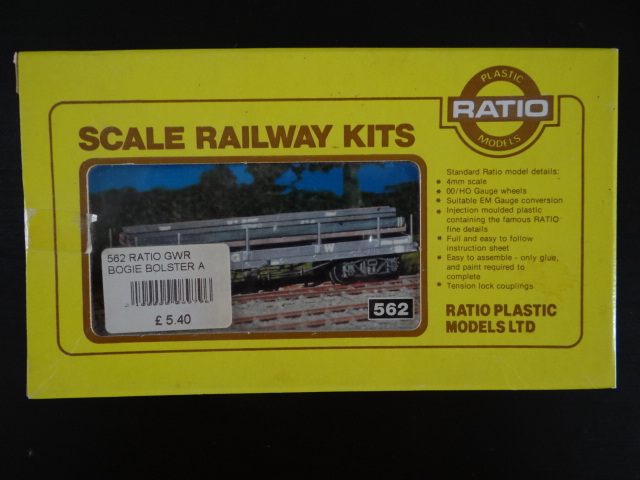 SCALE RAILWAY KITS
PLASTIC
RATIO
MODELS
Standard Ratio model details:
4mm scale
00/HO Gauge wheels
Suitable EM Gauge conversion
Injection moulded plastic
containing the famous RATIO
fine details
Full and easy to follow
instruction sheet
Easy to assemble - only glue,
and paint required to
complete
Tension lock couplings
RATIO PLASTIC
MODELS LTD
G W
562 RATIO GWR
BOGIE BOLSTER A
£ 5.40
562